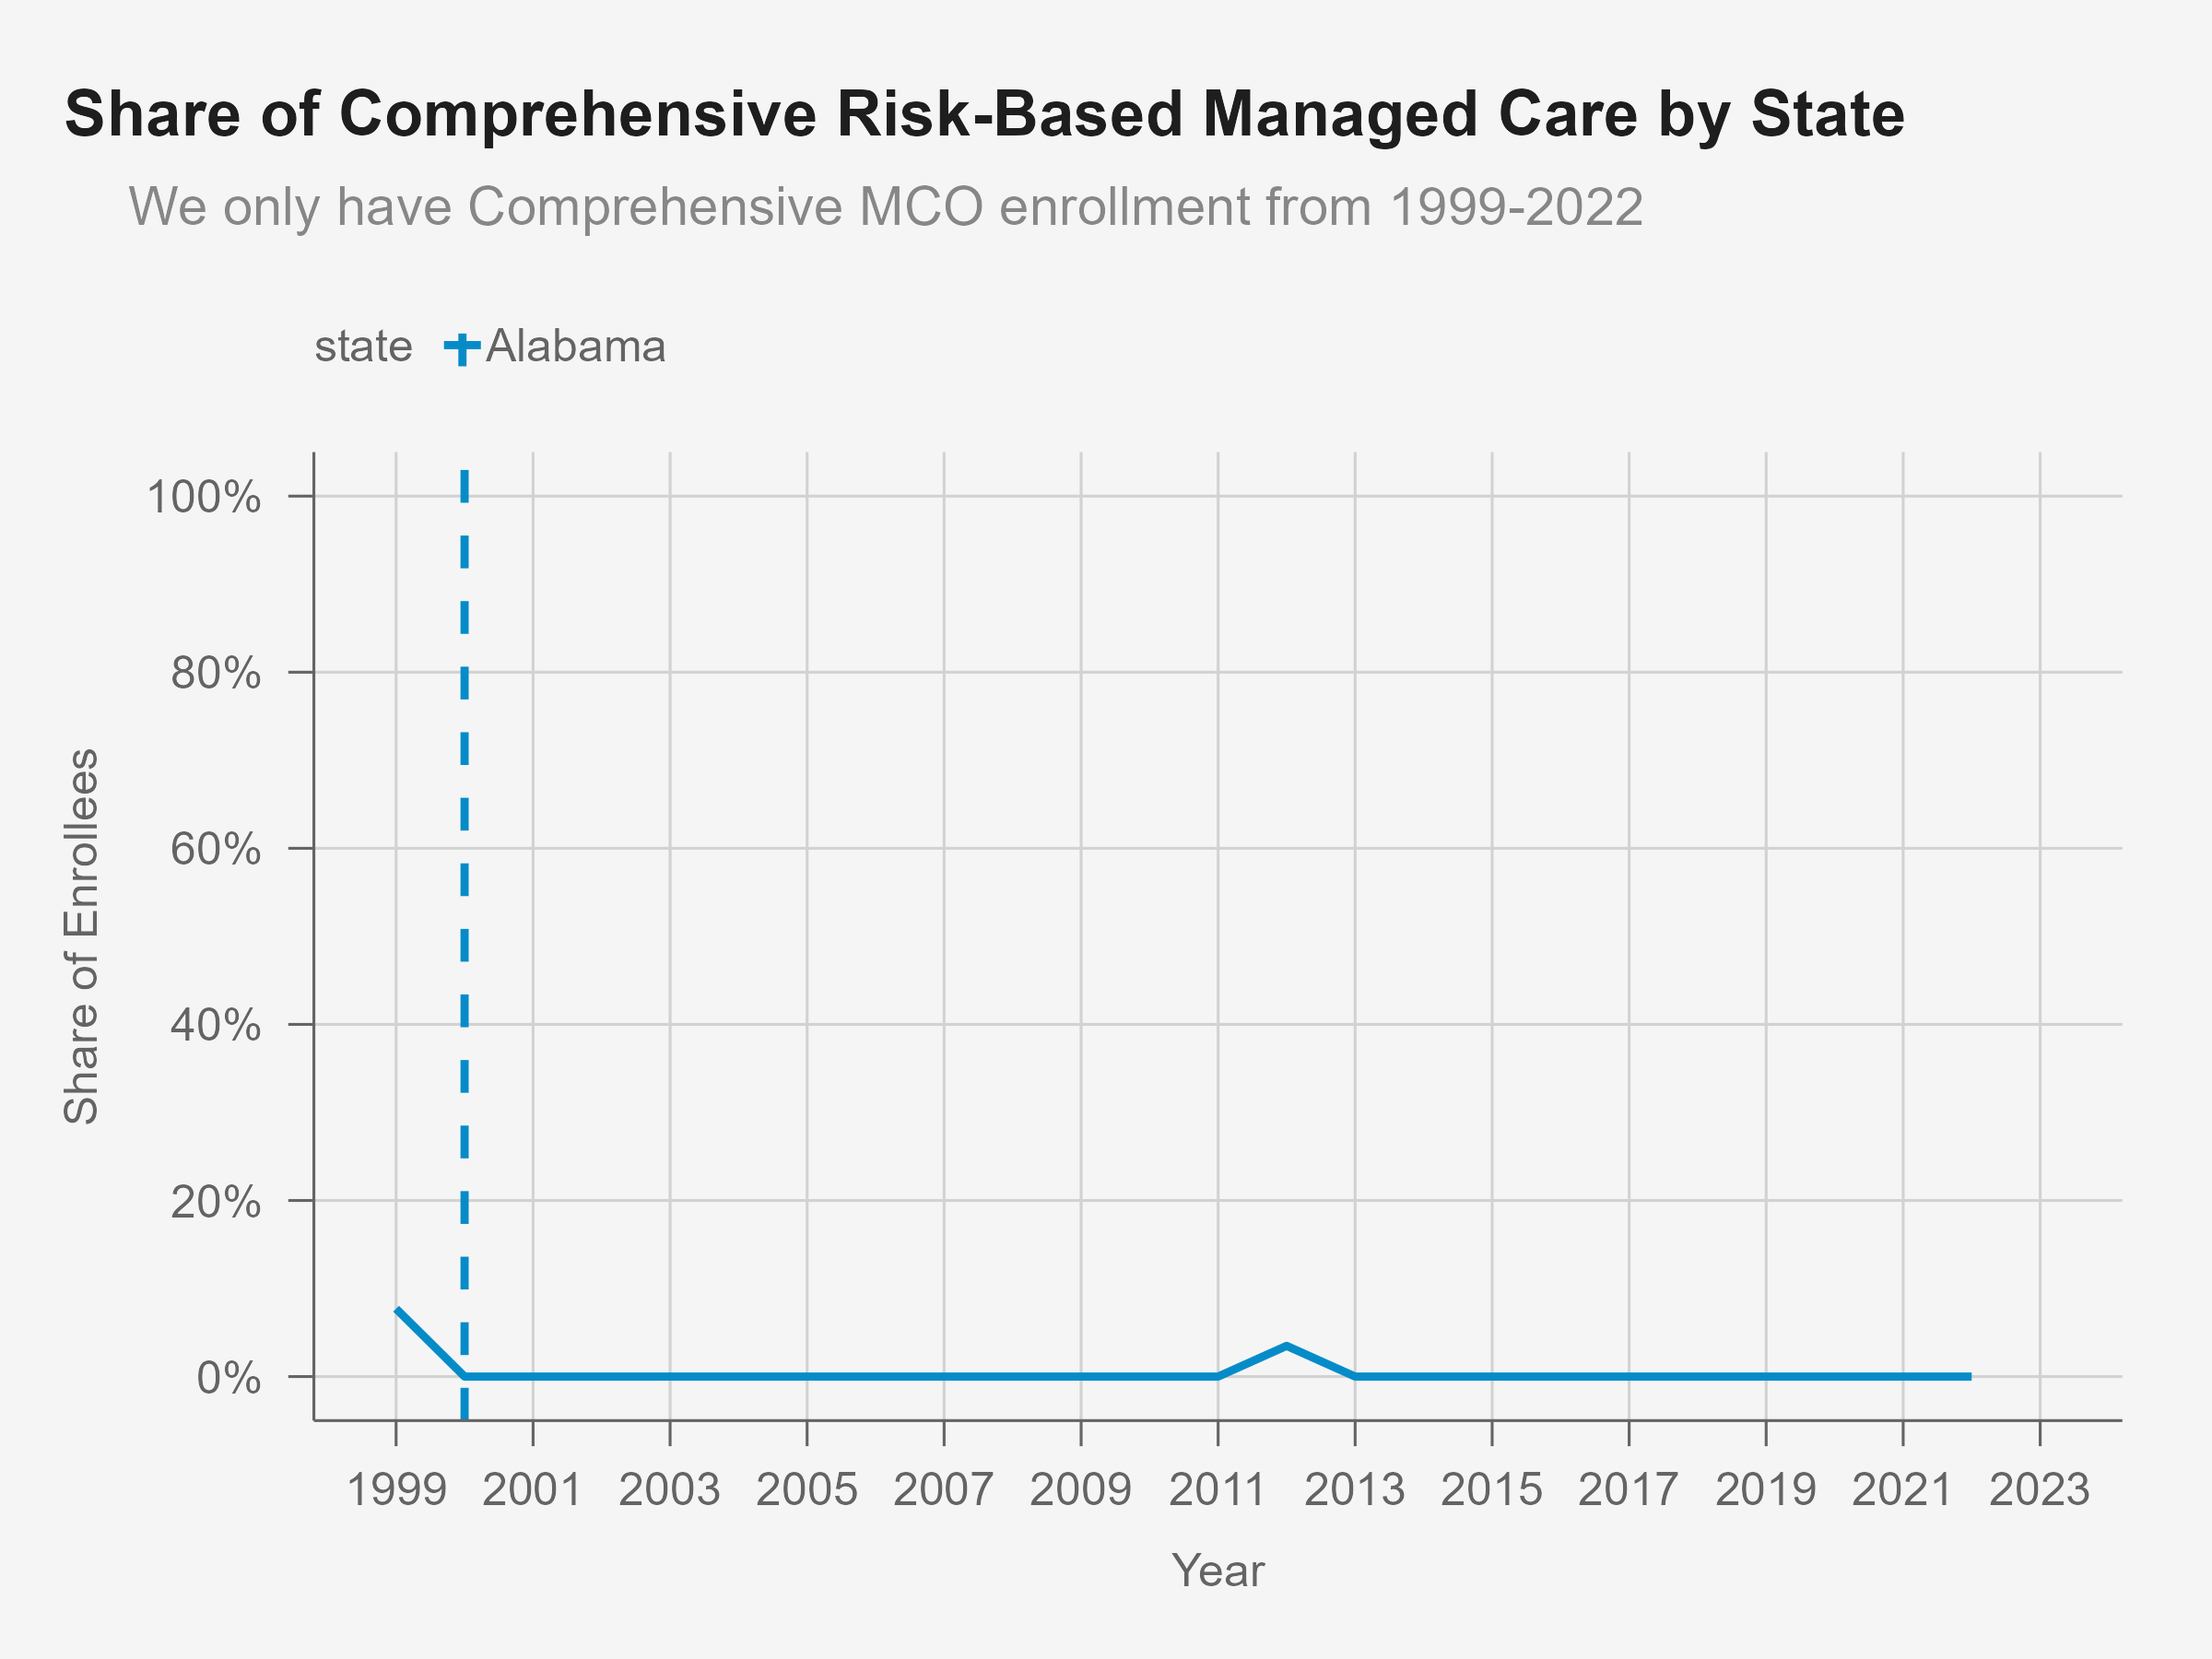 Share of Comprehensive Risk-Based Managed Care by State
We only have Comprehensive MCO enrollment from 1999-2022
state Alabama
100%
80%
60%
40%
20%
0%
Share of Enrollees
1999 2001 2003 2005 2007 2009 2011 2013 2015 2017 2019 2021 2023
Year